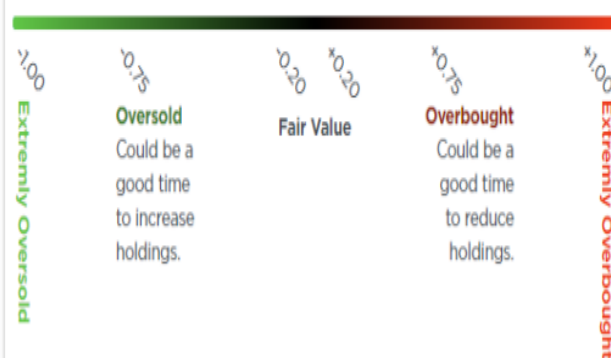 -1.00
-0.75
-0.20
+0.20
+0.75
+1.00
Extremly Oversold
Oversold
Could be a
good time
to increase
holdings.
Fair Value
Overbought
Could be a
good time
to reduce
holdings.
Extremly Overbought